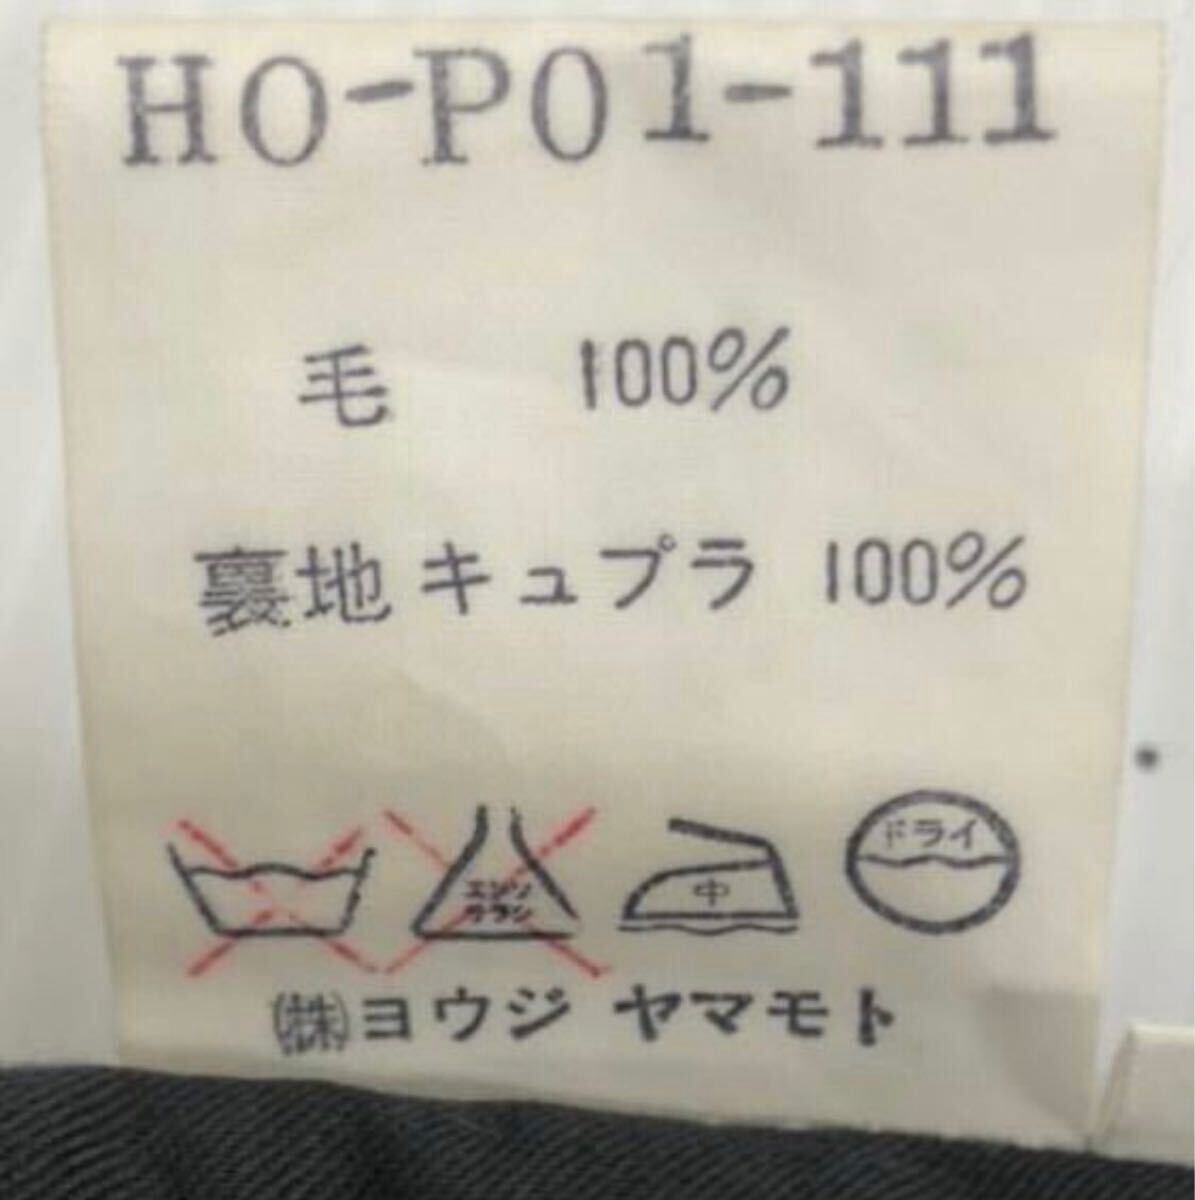 HO-P01-111
毛 100%
裏地 キュプラ 100%
エンソ
サラシ
中
ドライ
㈱ヨウジ ヤマモト